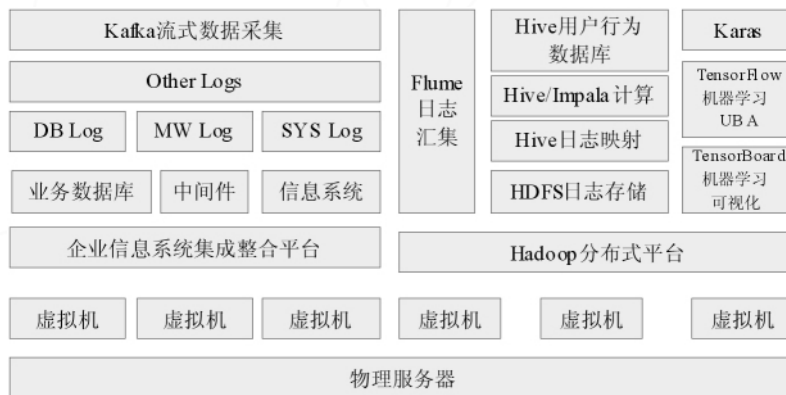 Kafka流式数据采集
Other Logs
DB Log
MW Log
SYS Log
业务数据库
中间件
信息系统
企业信息系统集成整合平台
Flume
日志
汇集
Hive用户行为
数据库
Hive/Impala计算
Hive日志映射
HDFS日志存储
Karas
TensorFlow
机器学习
UBA
TensorBoard
机器学习
可视化
Hadoop分布式平台
虚拟机
虚拟机
虚拟机
虚拟机
虚拟机
虚拟机
物理服务器